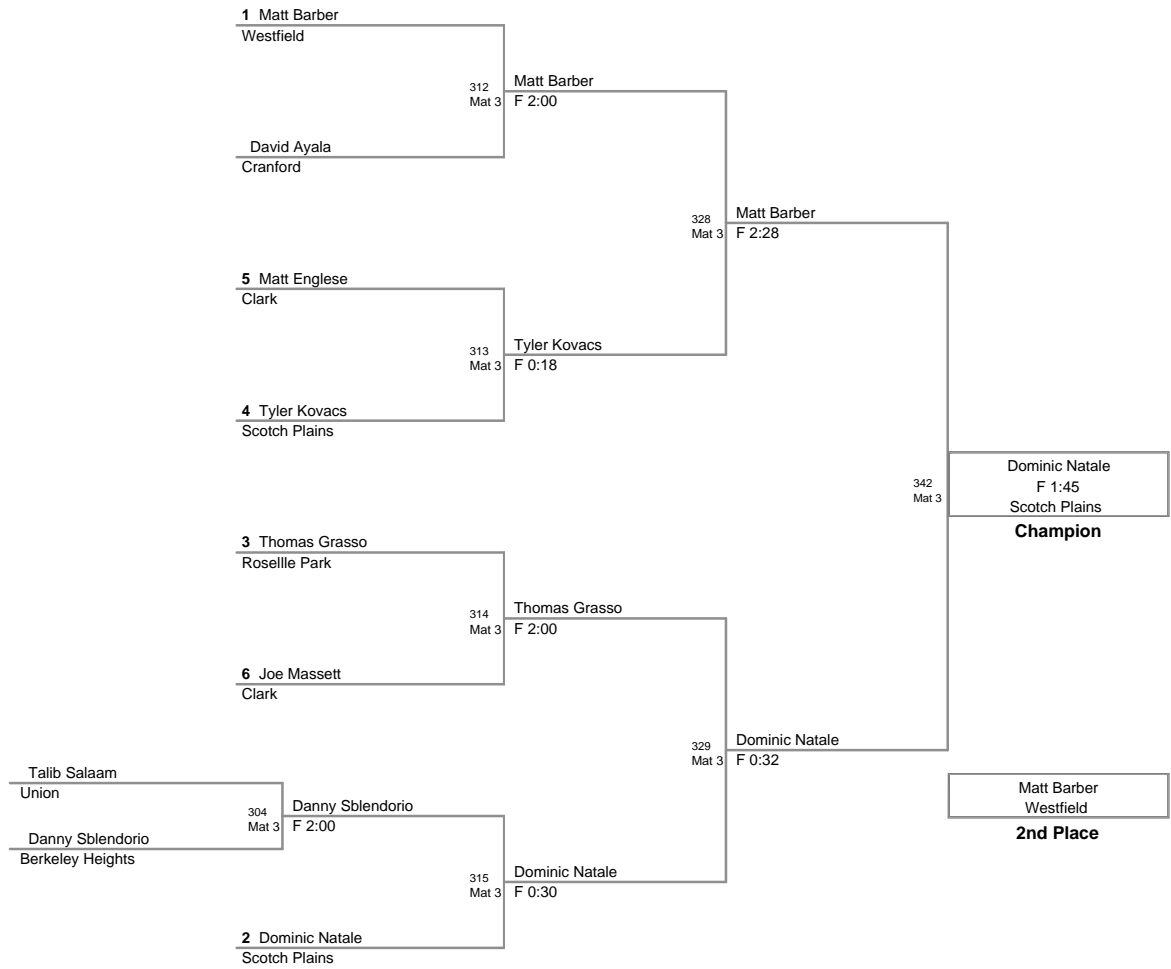 1 Matt Barber
Westfield
312
Mat 3
Matt Barber
F 2:00
David Ayala
Cranford
328
Mat 3
Matt Barber
F 2:28
5 Matt Englese
Clark
313
Mat 3
Tyler Kovacs
F 0:18
4 Tyler Kovacs
Scotch Plains
342
Mat 3
Dominic Natale
F 1:45
Scotch Plains
Champion
3 Thomas Grasso
Rosellle Park
314
Mat 3
Thomas Grasso
F 2:00
6 Joe Massett
Clark
329
Mat 3
Dominic Natale
F 0:32
Talib Salaam
Union
304
Mat 3
Danny Sblendorio
F 2:00
Danny Sblendorio
Berkeley Heights
315
Mat 3
Dominic Natale
F 0:30
2 Dominic Natale
Scotch Plains
Matt Barber
Westfield
2nd Place